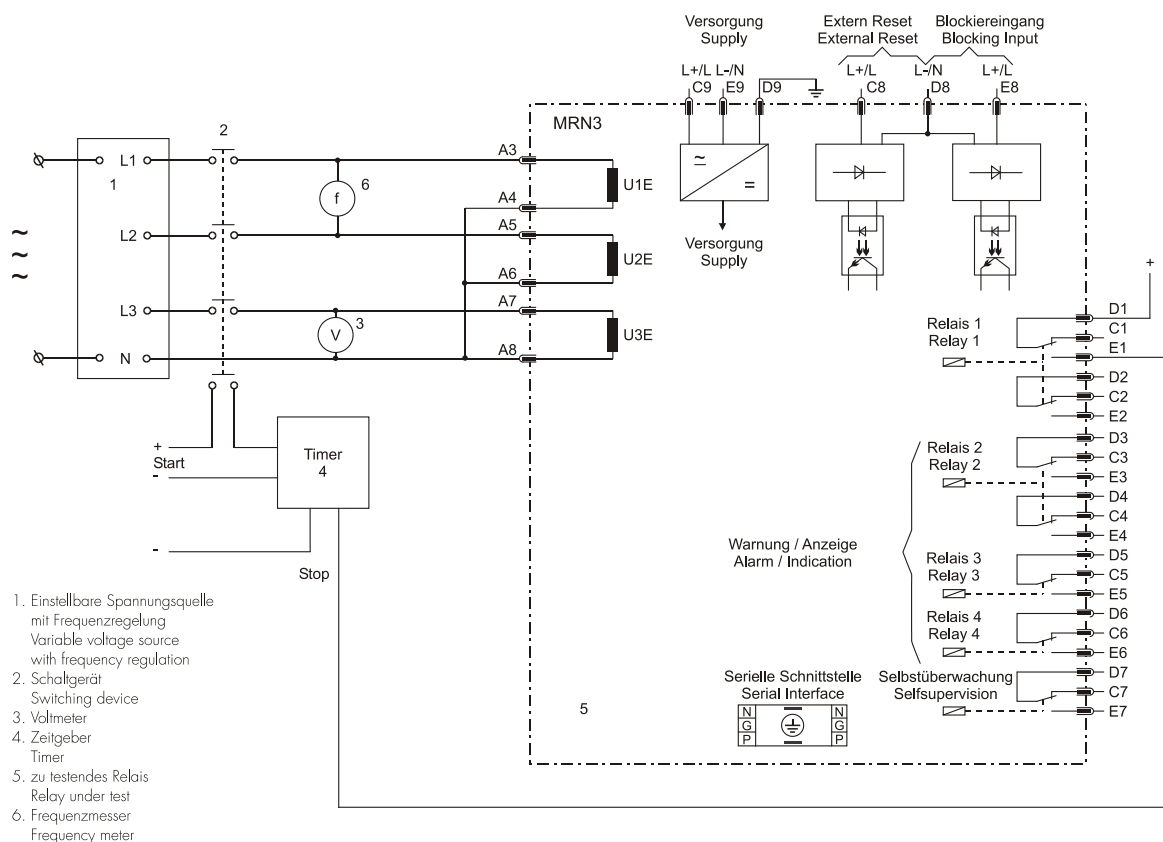 Versorgung
Supply
Extern Reset
External Reset
Blockiereingang
Blocking Input
L+/L L-/N
C9 E9 D9
L+/L
C8
L-/N
D8
L+/L
E8
MRN3
2
L1
1
6
f
A3
U1E
A4
L2
A5
U2E
A6
L3
3
V
A7
U3E
N
A8
~
~
~
~
=
Versorgung
Supply
+
Relais 1
Relay 1
D1
C1
E1
D2
C2
E2
+
Start
-
-
Timer
4
Stop
Relais 2
Relay 2
D3
C3
E3
D4
C4
E4
Warnung / Anzeige
Alarm / Indication
Relais 3
Relay 3
D5
C5
E5
Relais 4
Relay 4
D6
C6
E6
Serielle Schnittstelle
Serial Interface
N
G
P
N
G
P
Selbstüberwachung
Selfsupervision
D7
C7
E7
5
1. Einstellbare Spannungsquelle
mit Frequenzregelung
Variable voltage source
with frequency regulation
2. Schaltgerät
Switching device
3. Voltmeter
4. Zeitgeber
Timer
5. zu testendes Relais
Relay under test
6. Frequenzmesser
Frequency meter